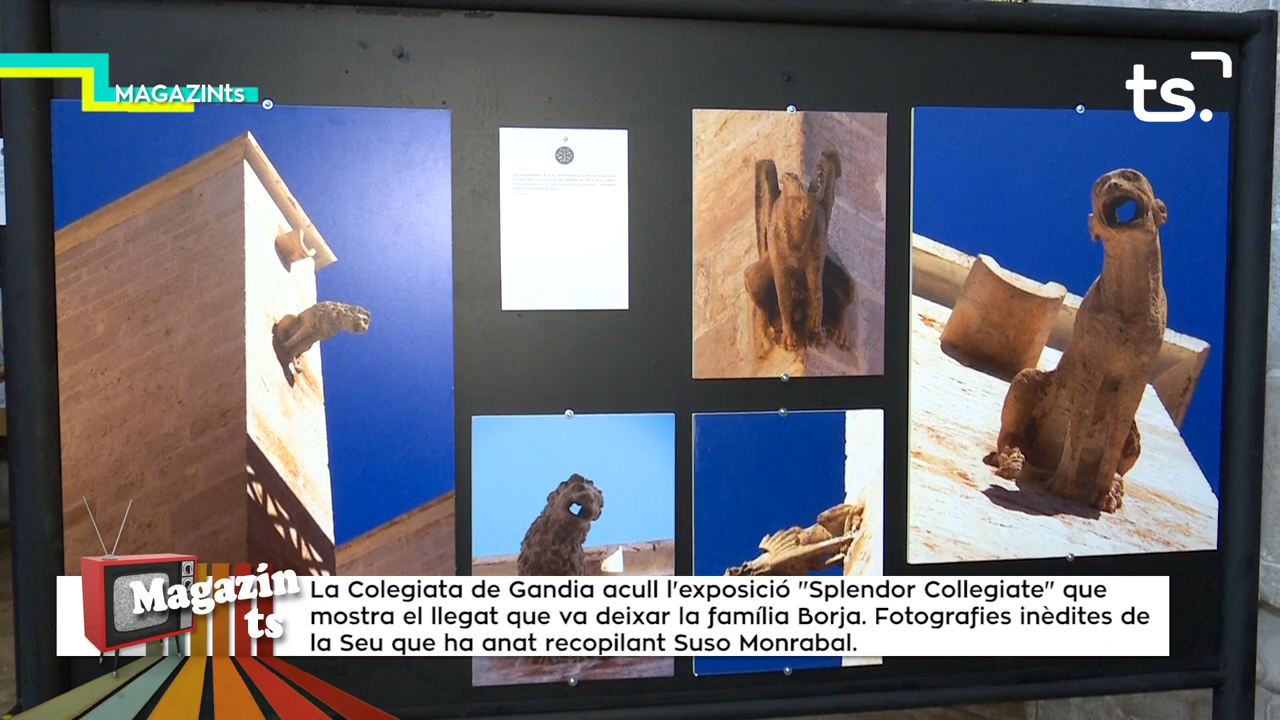 MAGAZINts
ts.
Magazin
ts
La Colegiata de Gandia acull l'exposició "Splendor Collegiate" que
mostra el llegat que va deixar la família Borja. Fotografies inèdites de
la Seu que ha anat recopilant Suso Monrabal.